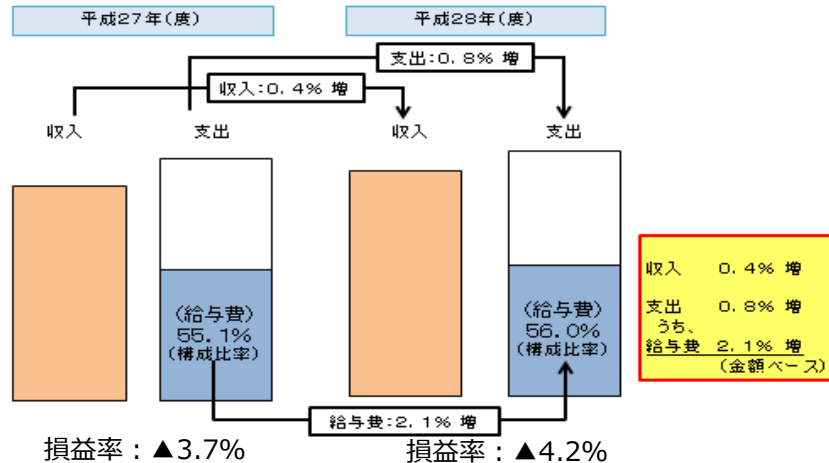 平成27年(度)
平成28年(度)
支出:0.8% 増
収入:0.4% 増
収入
支出
収入
支出
(給与費)
55.1%
(構成比率)
(給与費)
56.0%
(構成比率)
収入 0.4% 増
支出 0.8% 増
うち、
給与費 2.1% 増
(金額ベース)
給与費:2.1% 増
損益率：▲3.7%
損益率：▲4.2%